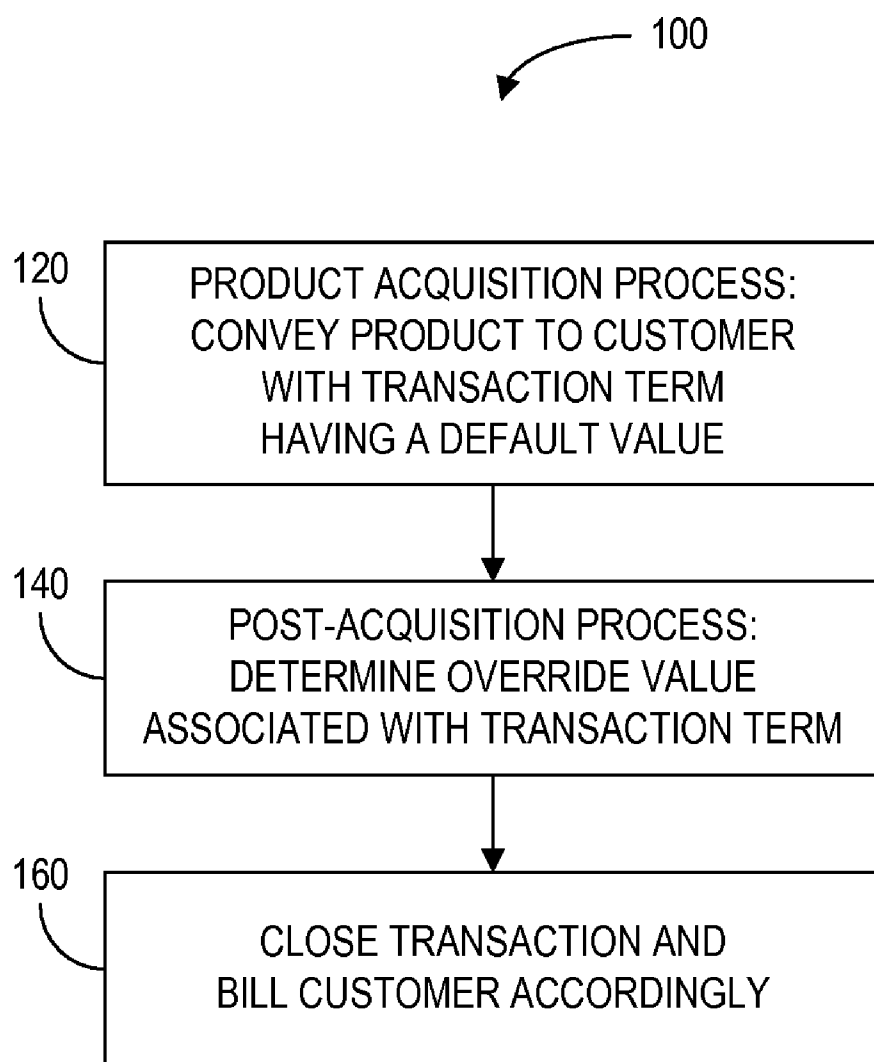 100
120
PRODUCT ACQUISITION PROCESS:
CONVEY PRODUCT TO CUSTOMER
WITH TRANSACTION TERM
HAVING A DEFAULT VALUE
140
POST-ACQUISITION PROCESS:
DETERMINE OVERRIDE VALUE
ASSOCIATED WITH TRANSACTION TERM
160
CLOSE TRANSACTION AND
BILL CUSTOMER ACCORDINGLY